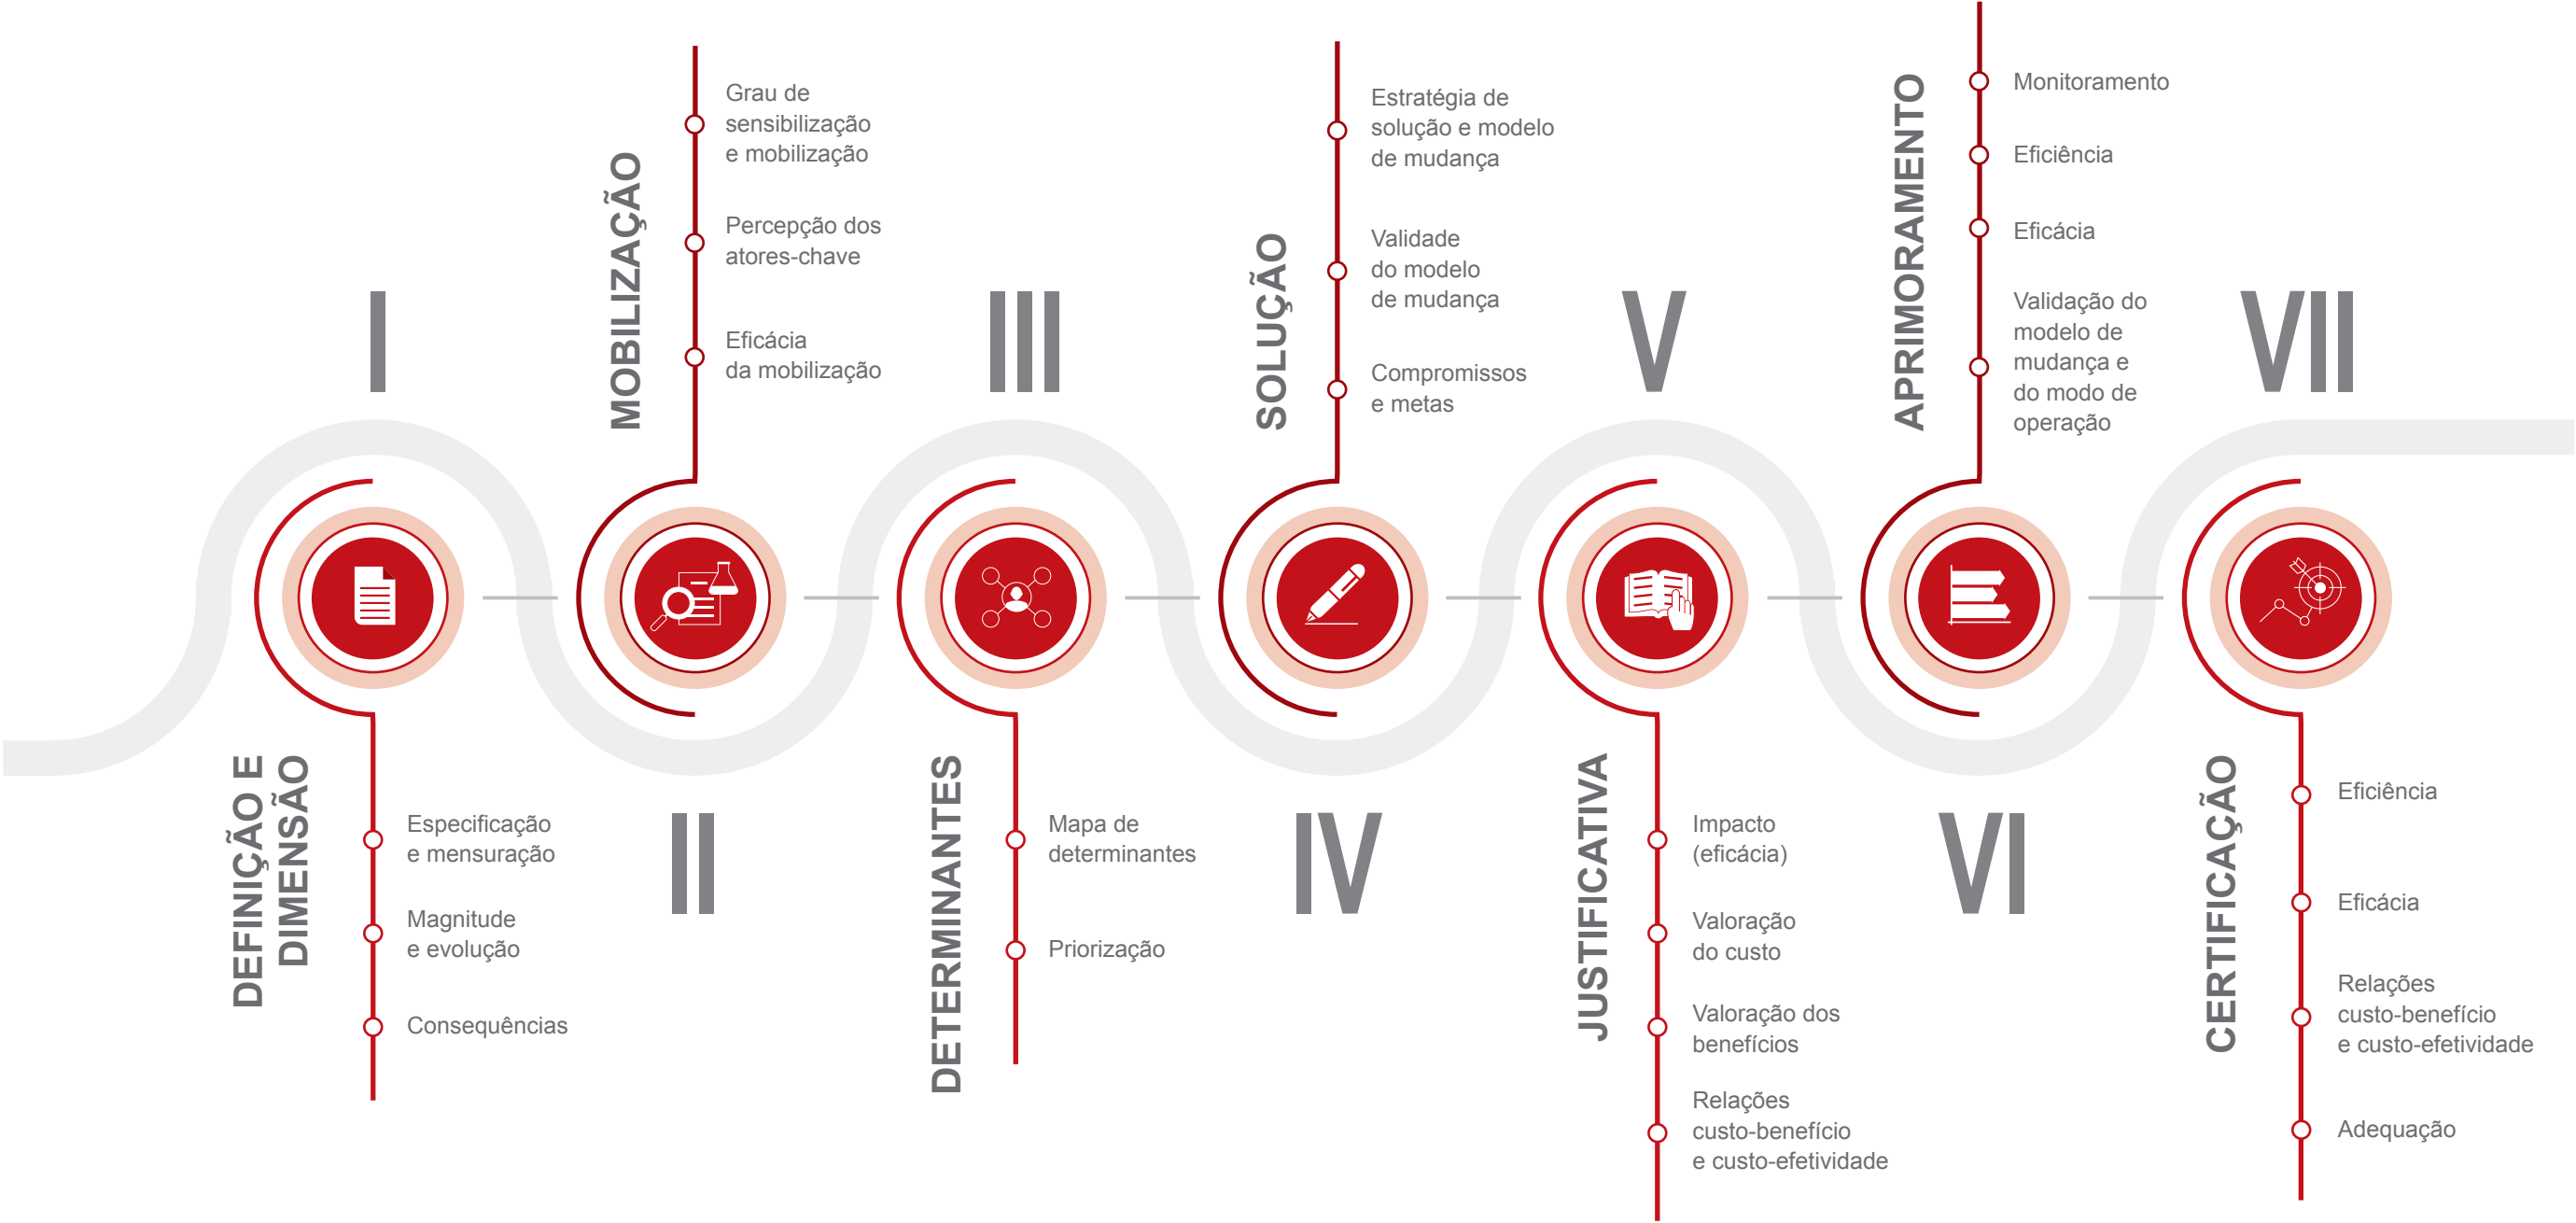 I
DEFINIÇÃO E
DIMENSÃO
Especificação
e mensuração
Magnitude
e evolução
Consequências
II
MOBILIZAÇÃO
Grau de
sensibilização
e mobilização
Percepção dos
atores-chave
Eficácia
da mobilização
III
DETERMINANTES
Mapa de
determinantes
Priorização
IV
SOLUÇÃO
Estratégia de
solução e modelo
de mudança
Validade
do modelo
de mudança
Compromissos
e metas
V
JUSTIFICATIVA
Impacto
(eficácia)
Valoração
do custo
Valoração dos
benefícios
Relações
custo-benefício
e custo-efetividade
VI
APRIMORAMENTO
Monitoramento
Eficiência
Eficácia
Validação do
modelo de
mudança e
do modo de
operação
VII
CERTIFICAÇÃO
Eficiência
Eficácia
Relações
custo-benefício
e custo-efetividade
Adequação